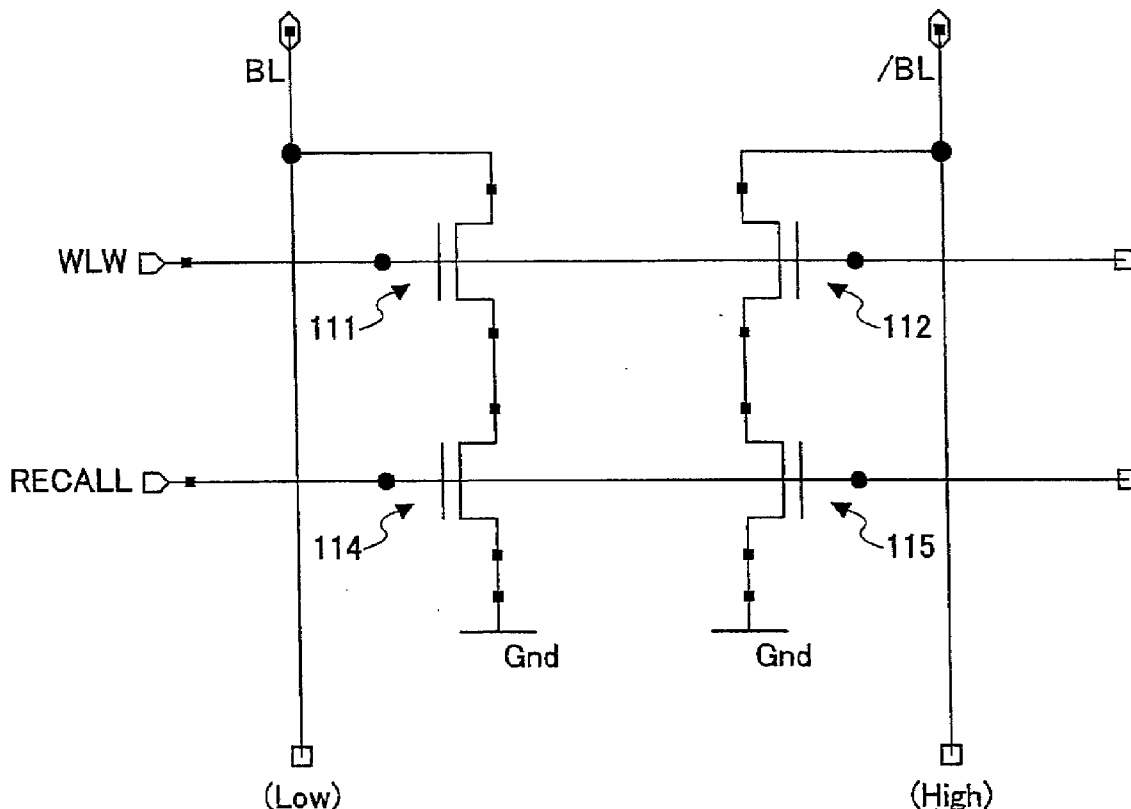 BL
/BL
WLW
111
112
RECALL
114
115
Gnd
Gnd
(Low)
(High)